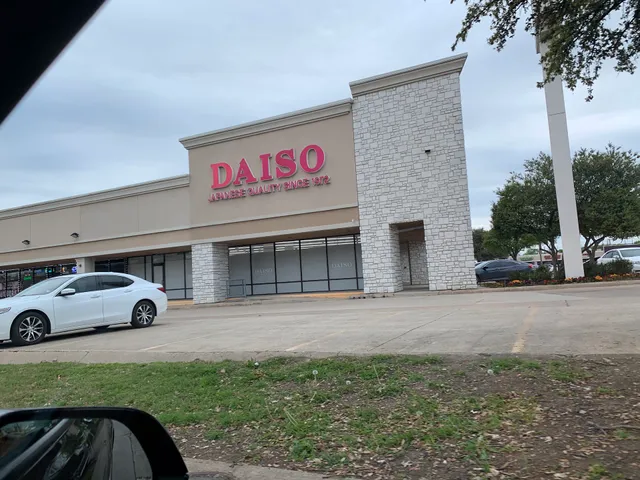 DAISO
JAPANESE QUALITY SINCE 1972